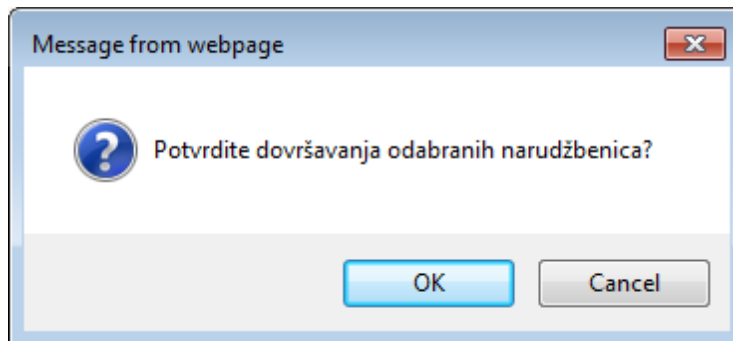 Message from webpage
Potvrdite dovršavanja odabranih narudžbenica?
OK
Cancel